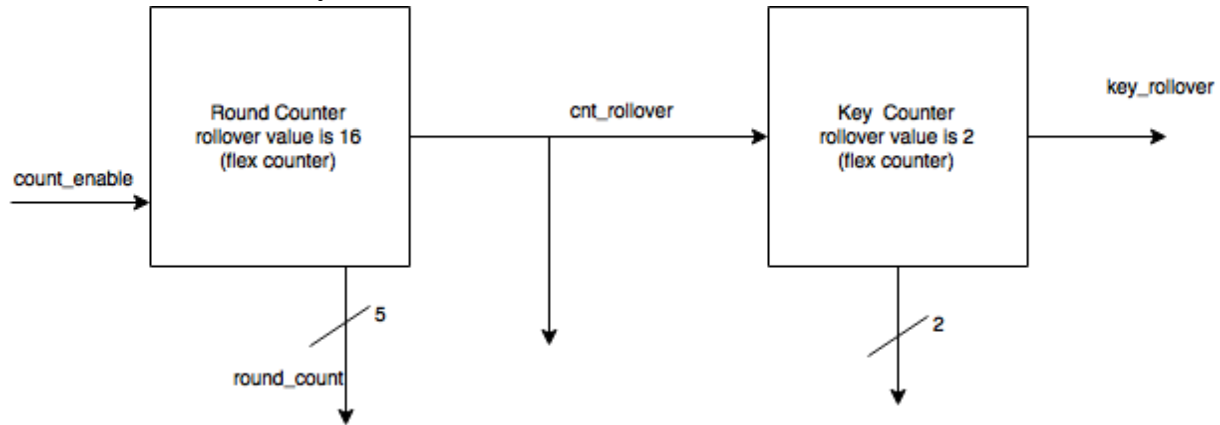 Round Counter
rollover value is 16
(flex counter)
count_enable
5
round_count
cnt_rollover
Key Counter
rollover value is 2
(flex counter)
key_rollover
2